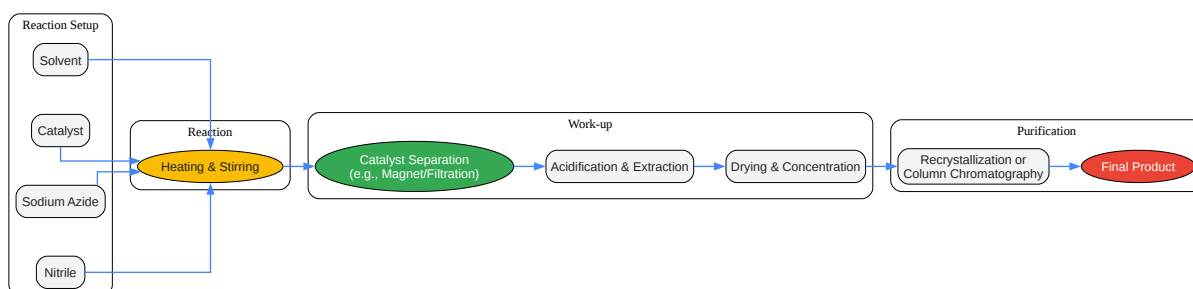 Reaction Setup
Solvent
Catalyst
Sodium Azide
Nitrile
Reaction
Heating & Stirring
Work-up
Catalyst Separation
(e.g., Magnet/Filtration)
Acidification & Extraction
Drying & Concentration
Purification
Recrystallization or
Column Chromatography
Final Product